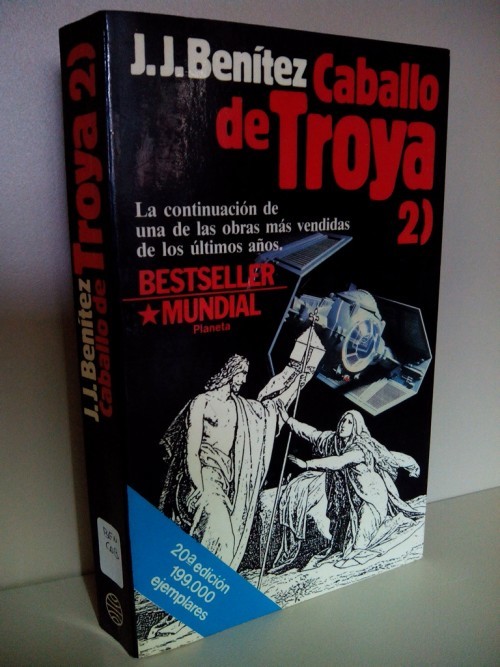 J.J.Benítez Caballo
de Troya
2)
La continuación de
una de las obras más vendidas
de los últimos años.
BESTSELLER
★ MUNDIAL
Planeta
20ª edición
199.000
ejemplares
J.J.Benítez
Caballo de Troya 2)